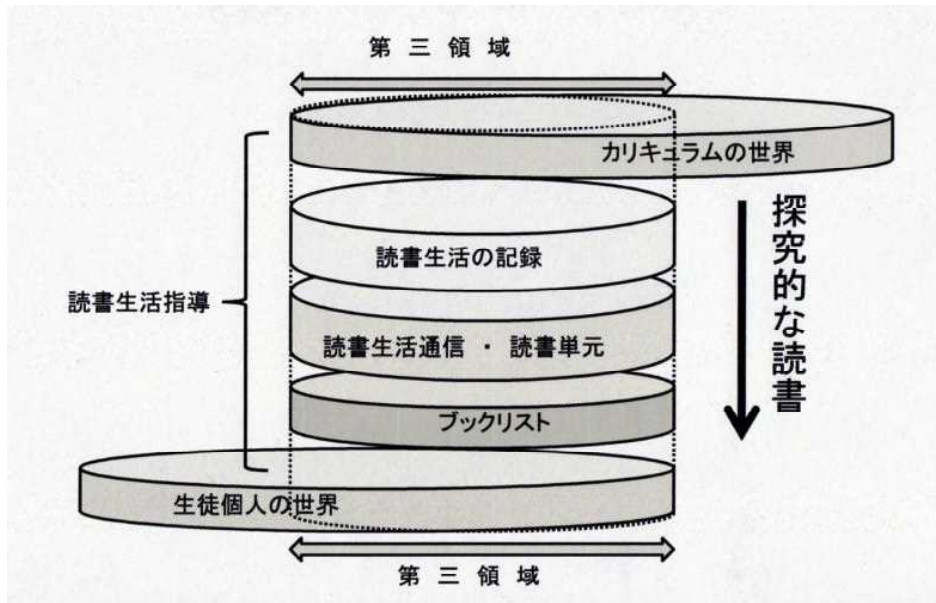 第三領域
カリキュラムの世界
読書生活の記録
読書生活指導
読書生活通信 ・ 読書単元
ブックリスト
生徒個人の世界
第三領域
探究的な読書